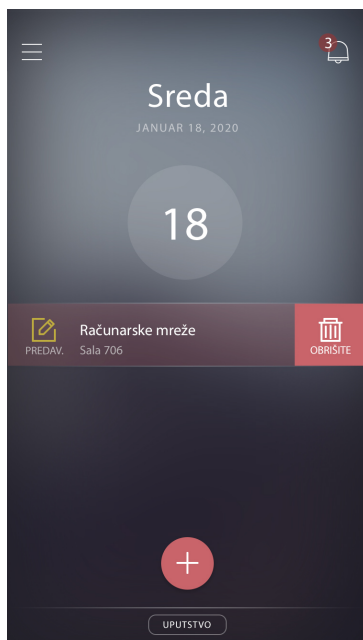 3
Sreda
JANUAR 18, 2020
18
Računarske mreže
PREDAV.
Sala 706
OBRIŠITE
UPUTSTVO